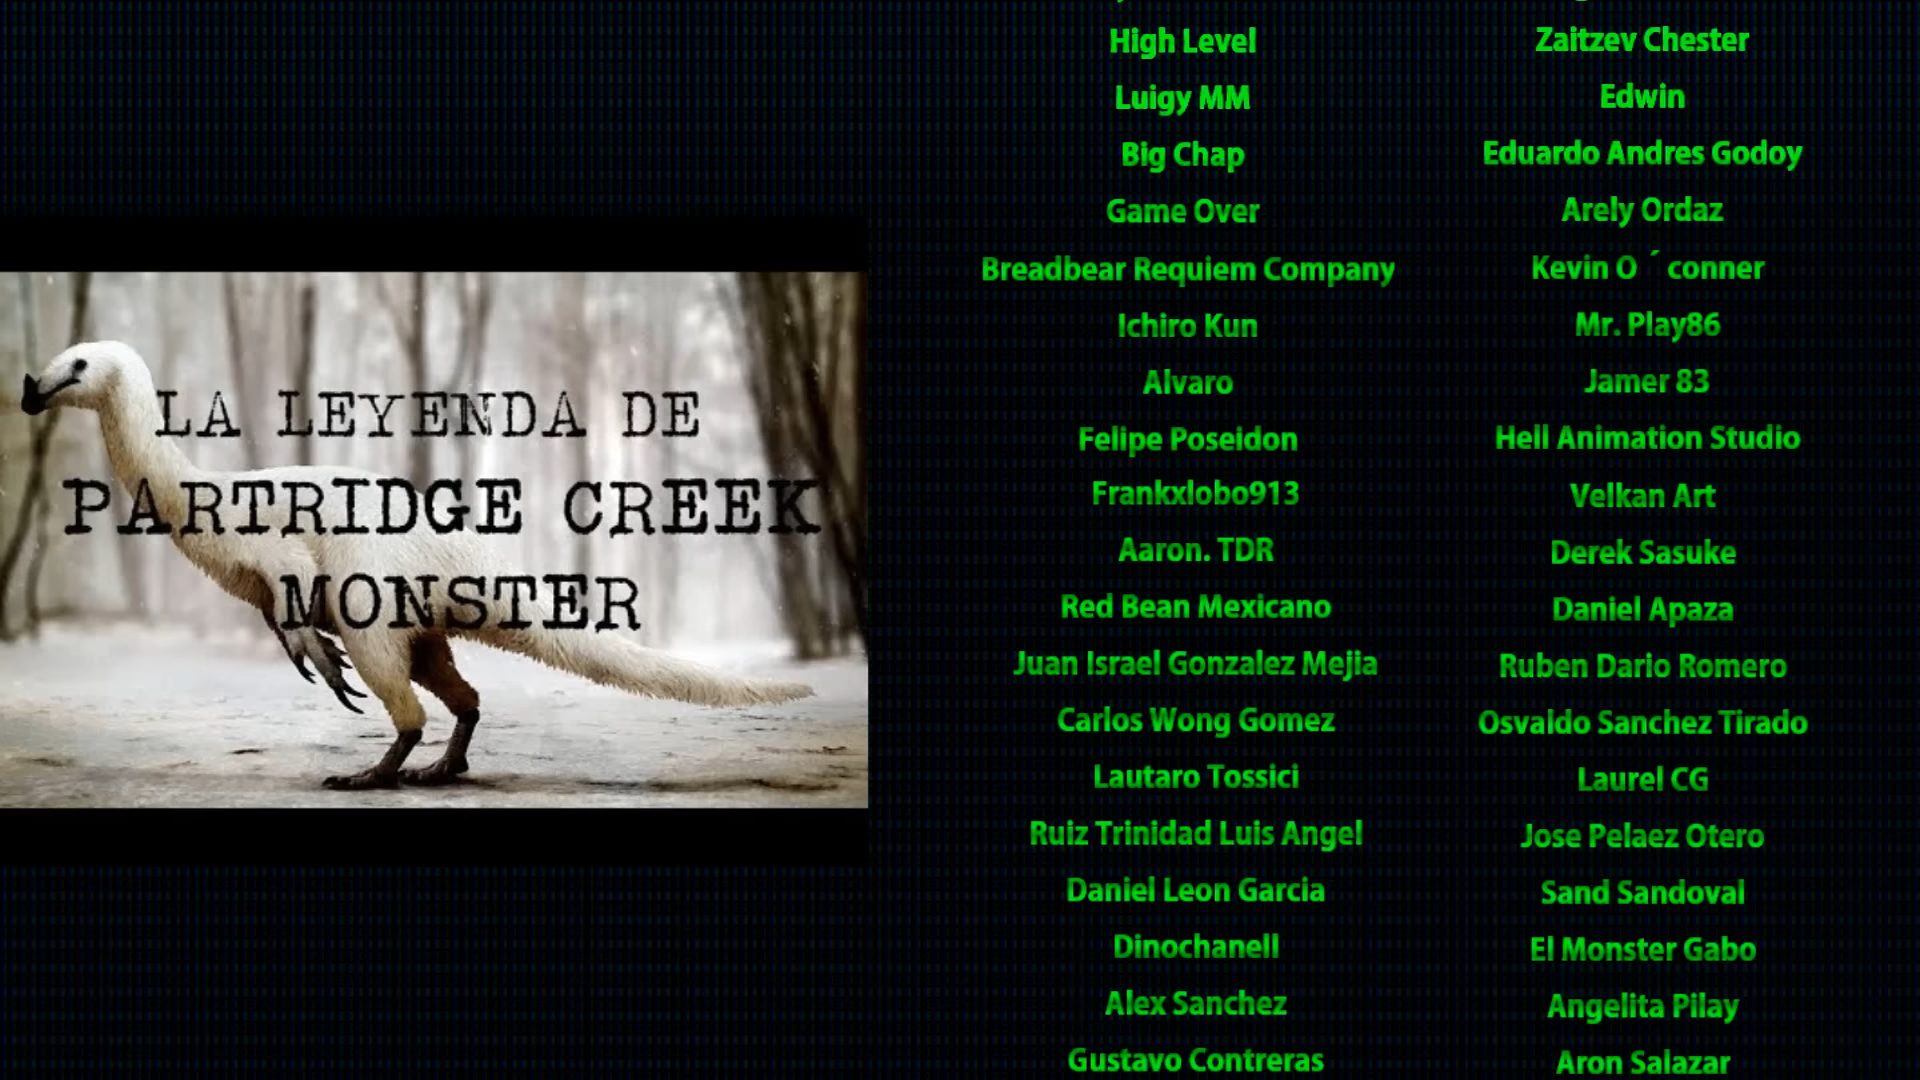 LA LEYENDA DE
PARTRIDGE CREEK
MONSTER
High Level
Luigy MM
Big Chap
Game Over
Breadbear Requiem Company
Ichiro Kun
Alvaro
Felipe Poseidon
Frankxlobo913
Aaron. TDR
Red Bean Mexicano
Juan Israel Gonzalez Mejia
Carlos Wong Gomez
Lautaro Tossici
Ruiz Trinidad Luis Angel
Daniel Leon Garcia
Dinochanell
Alex Sanchez
Gustavo Contreras
Zaitzev Chester
Edwin
Eduardo Andres Godoy
Arely Ordaz
Kevin O ´ conner
Mr. Play86
Jamer 83
Hell Animation Studio
Velkan Art
Derek Sasuke
Daniel Apaza
Ruben Dario Romero
Osvaldo Sanchez Tirado
Laurel CG
Jose Pelaez Otero
Sand Sandoval
El Monster Gabo
Angelita Pilay
Aron Salazar